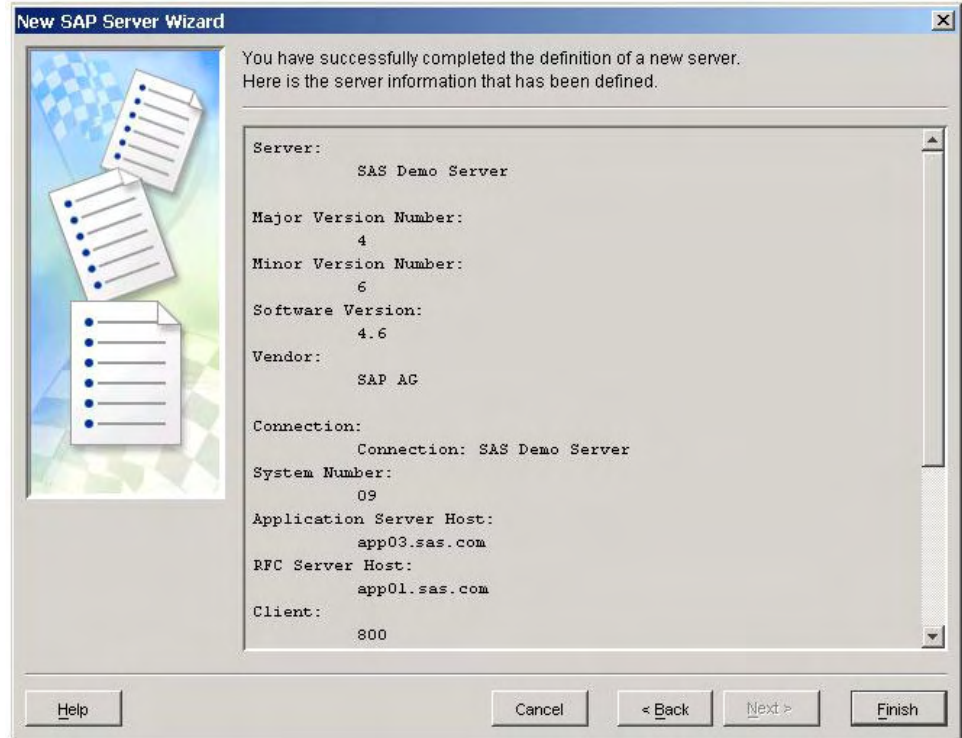 New SAP Server Wizard
You have successfully completed the definition of a new server.
Here is the server information that has been defined.
Server:
SAS Demo Server
Major Version Number:
4
Minor Version Number:
6
Software Version:
4.6
Vendor:
SAP AG
Connection:
Connection: SAS Demo Server
System Number:
09
Application Server Host:
app03.sas.com
RFC Server Host:
app01.sas.com
Client:
800
Help Cancel < Back Next > Finish